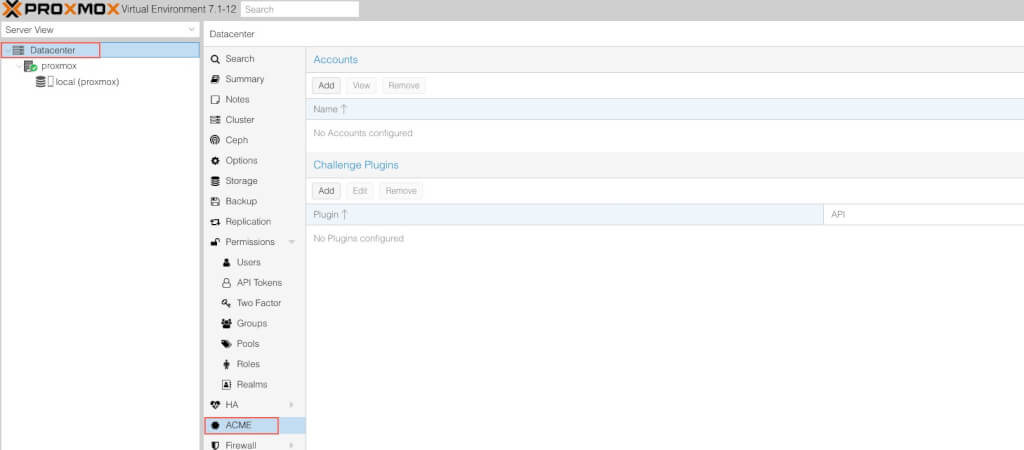 PROXMOX Virtual Environment 7.1-12 Search
Server View
Datacenter
proxmox
local (proxmox)
Datacenter
Search
Summary
Notes
Cluster
Ceph
Options
Storage
Backup
Replication
Permissions
Users
API Tokens
Two Factor
Groups
Pools
Roles
Realms
HA
ACME
Firewall
Accounts
Add View Remove
Name
No Accounts configured
Challenge Plugins
Add Edit Remove
Plugin API
No Plugins configured